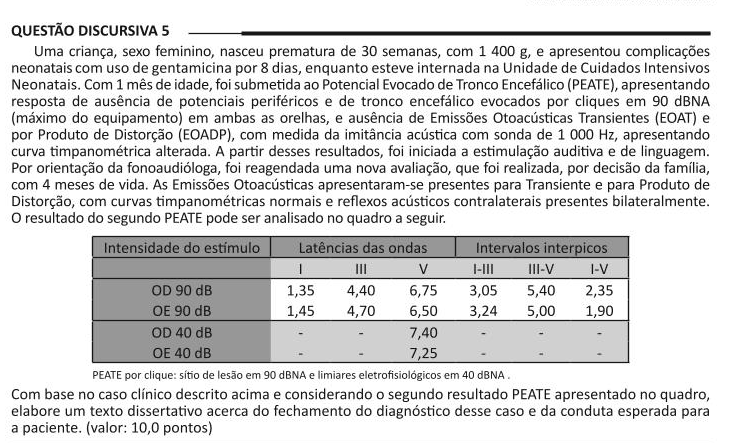 QUESTÃO DISCURSIVA 5
Uma criança, sexo feminino, nasceu prematura de 30 semanas, com 1 400 g, e apresentou complicações
neonatais com uso de gentamicina por 8 dias, enquanto esteve internada na Unidade de Cuidados Intensivos
Neonatais. Com 1 mês de idade, foi submetida ao Potencial Evocado de Tronco Encefálico (PEATE), apresentando
resposta de ausência de potenciais periféricos e de tronco encefálico evocados por cliques em 90 dBNA
(máximo do equipamento) em ambas as orelhas, e ausência de Emissões Otoacústicas Transientes (EOAT) e
por Produto de Distorção (EOADP), com medida da imitância acústica com sonda de 1 000 Hz, apresentando
curva timpanométrica alterada. A partir desses resultados, foi iniciada a estimulação auditiva e de linguagem.
Por orientação da fonoaudióloga, foi reagendada uma nova avaliação, que foi realizada, por decisão da família,
com 4 meses de vida. As Emissões Otoacústicas apresentaram-se presentes para Transiente e para Produto de
Distorção, com curvas timpanométricas normais e reflexos acústicos contralaterais presentes bilateralmente.
O resultado do segundo PEATE pode ser analisado no quadro a seguir.
Intensidade do estímulo Latências das ondas Intervalos interpicos
I III V I-III III-V I-V
OD 90 dB 1,35 4,40 6,75 3,05 5,40 2,35
OE 90 dB 1,45 4,70 6,50 3,24 5,00 1,90
OD 40 dB - - 7,40 - - -
OE 40 dB - - 7,25 - - -
PEATE por clique: sítio de lesão em 90 dBNA e limiares eletrofisiológicos em 40 dBNA .
Com base no caso clínico descrito acima e considerando o segundo resultado PEATE apresentado no quadro,
elabore um texto dissertativo acerca do fechamento do diagnóstico desse caso e da conduta esperada para
a paciente. (valor: 10,0 pontos)